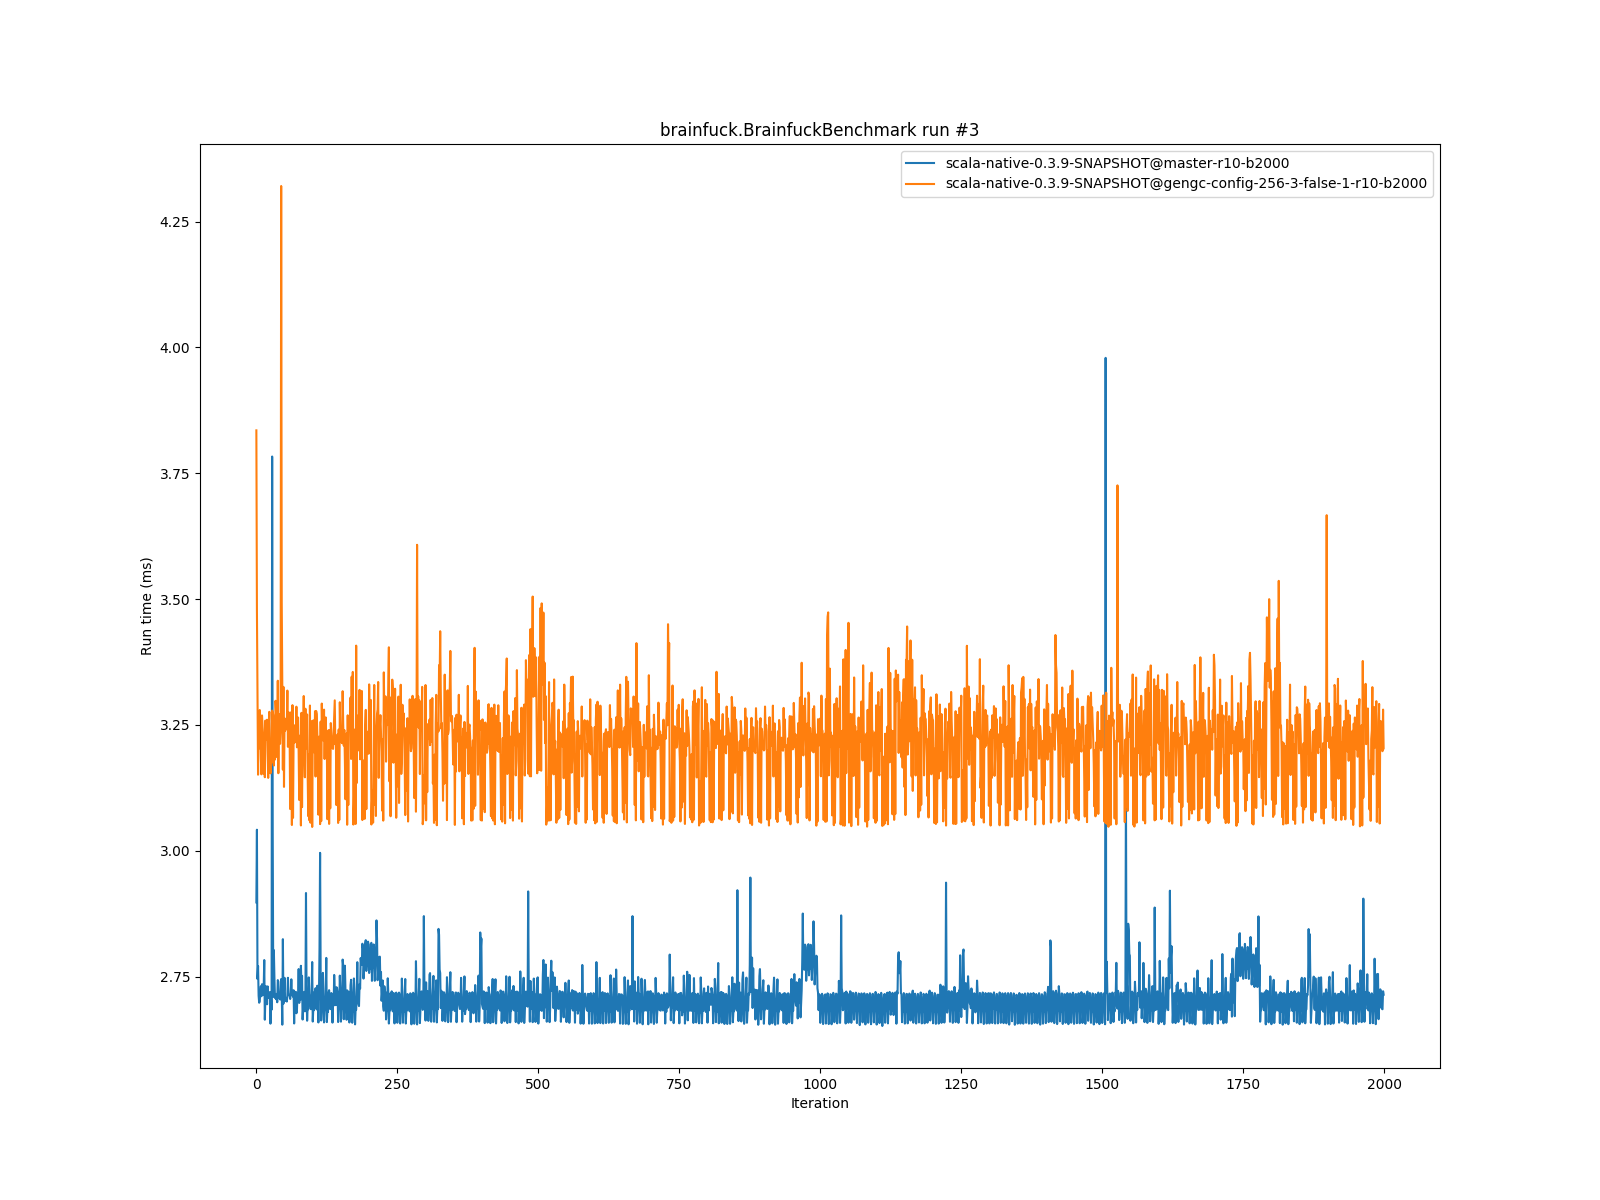 brainfuck.BrainfuckBenchmark run #3
scala-native-0.3.9-SNAPSHOT@master-r10-b2000
scala-native-0.3.9-SNAPSHOT@gengc-config-256-3-false-1-r10-b2000
4.25
4.00
3.75
3.50
3.25
3.00
2.75
Run time (ms)
0 250 500 750 1000 1250 1500 1750 2000
Iteration